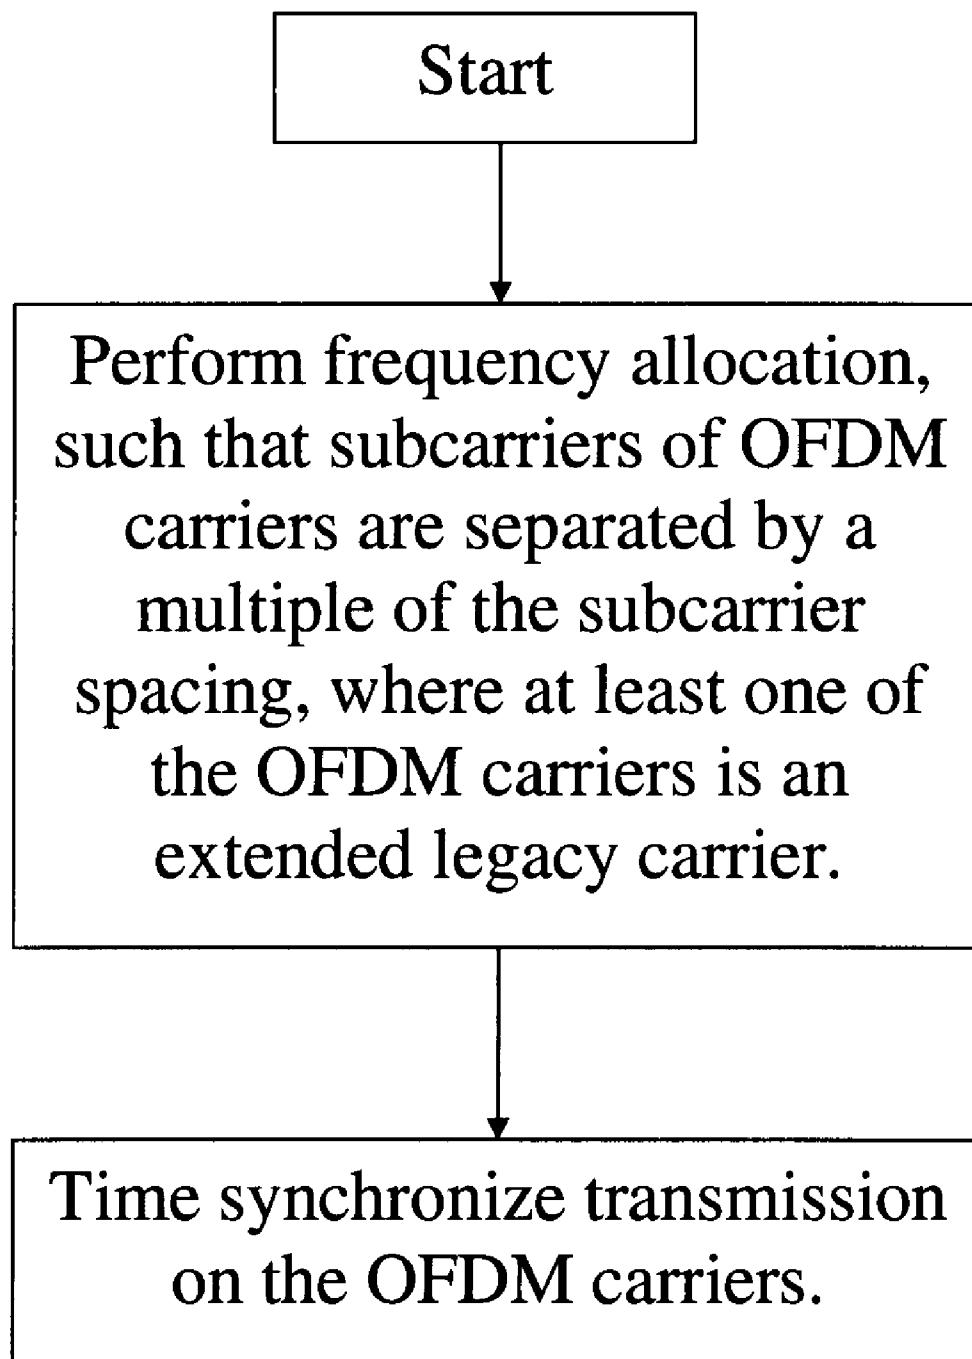 Start
Perform frequency allocation,
such that subcarriers of OFDM
carriers are separated by a
multiple of the subcarrier
spacing, where at least one of
the OFDM carriers is an
extended legacy carrier.
Time synchronize transmission
on the OFDM carriers.